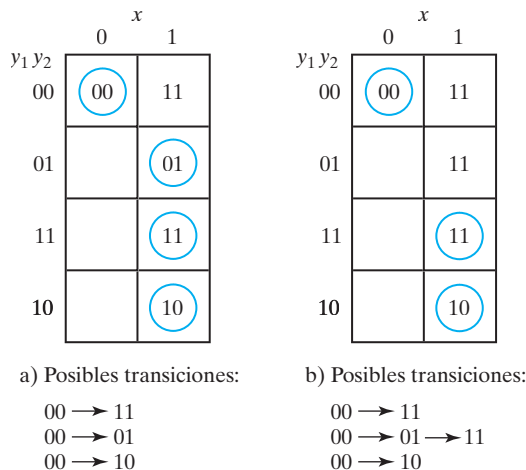 x
0 1
y₁ y₂
00 00 11
01 01
11 11
10 10
a) Posibles transiciones:
00 → 11
00 → 01
00 → 10
x
0 1
y₁ y₂
00 00 11
01 11
11 11
10 10
b) Posibles transiciones:
00 → 11
00 → 01 → 11
00 → 10